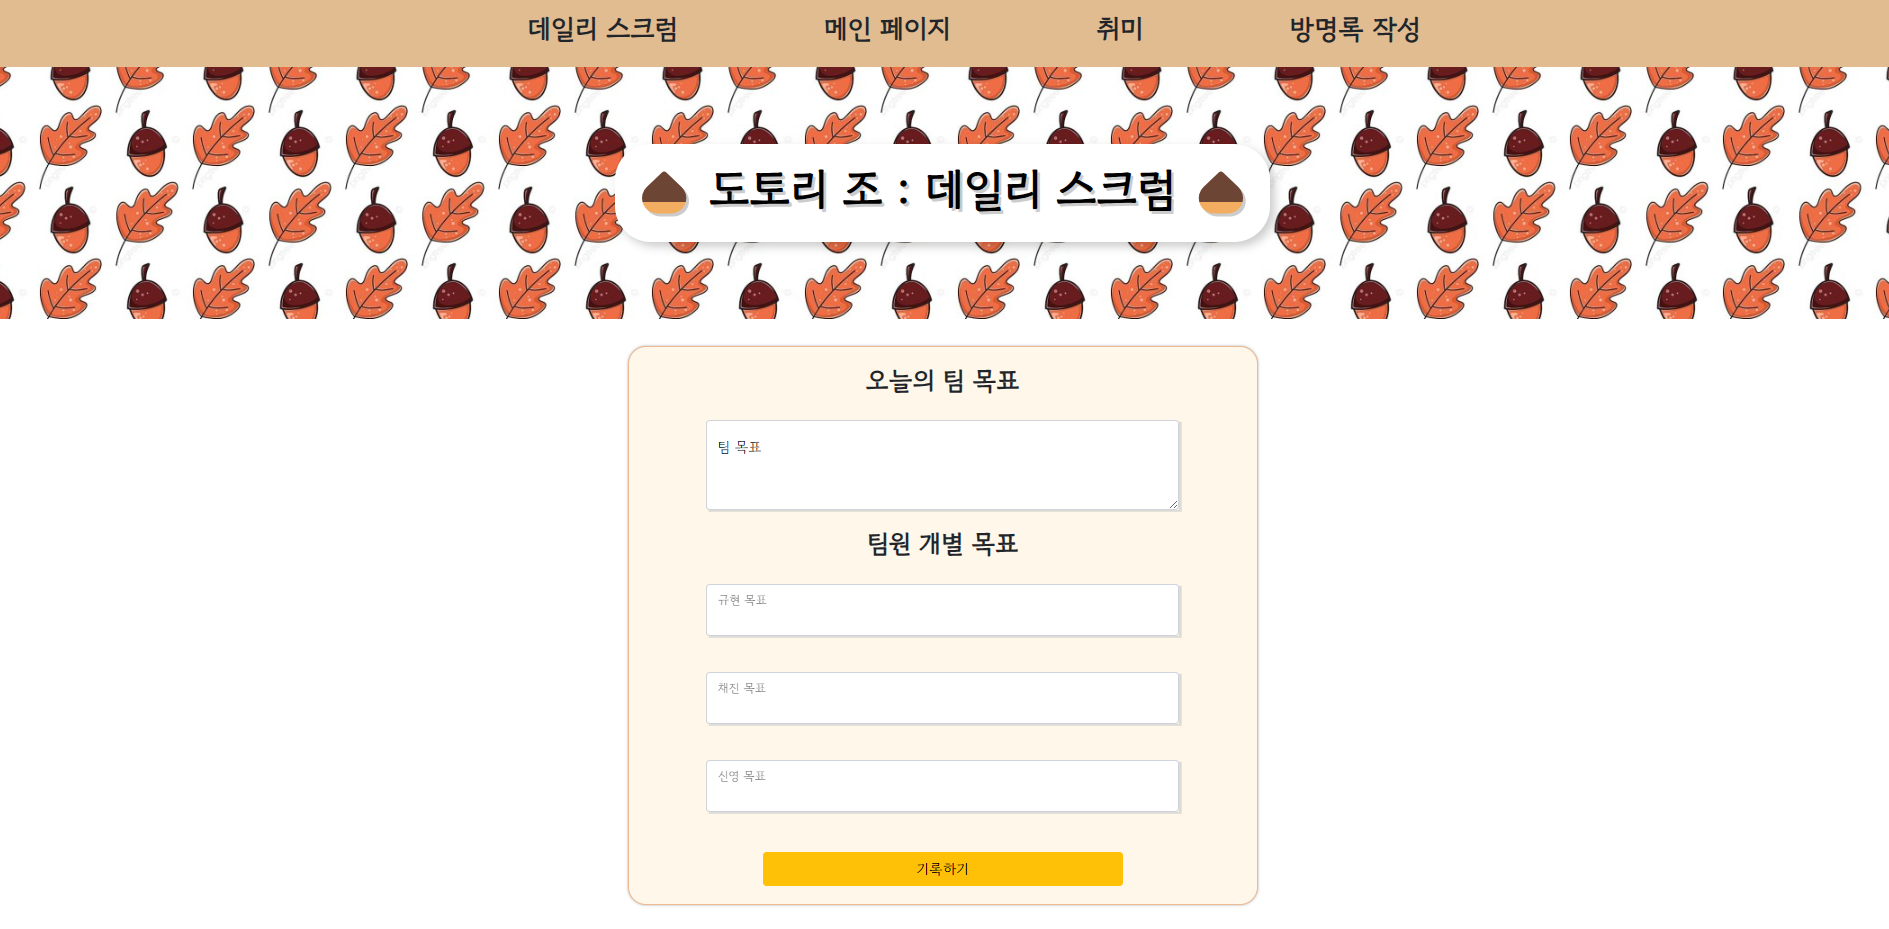 데일리 스크럼 메인 페이지 취미 방명록 작성
🌰 도토리 조 : 데일리 스크럼 🌰
오늘의 팀 목표
팀 목표
팀원 개별 목표
규현 목표
채진 목표
신영 목표
기록하기